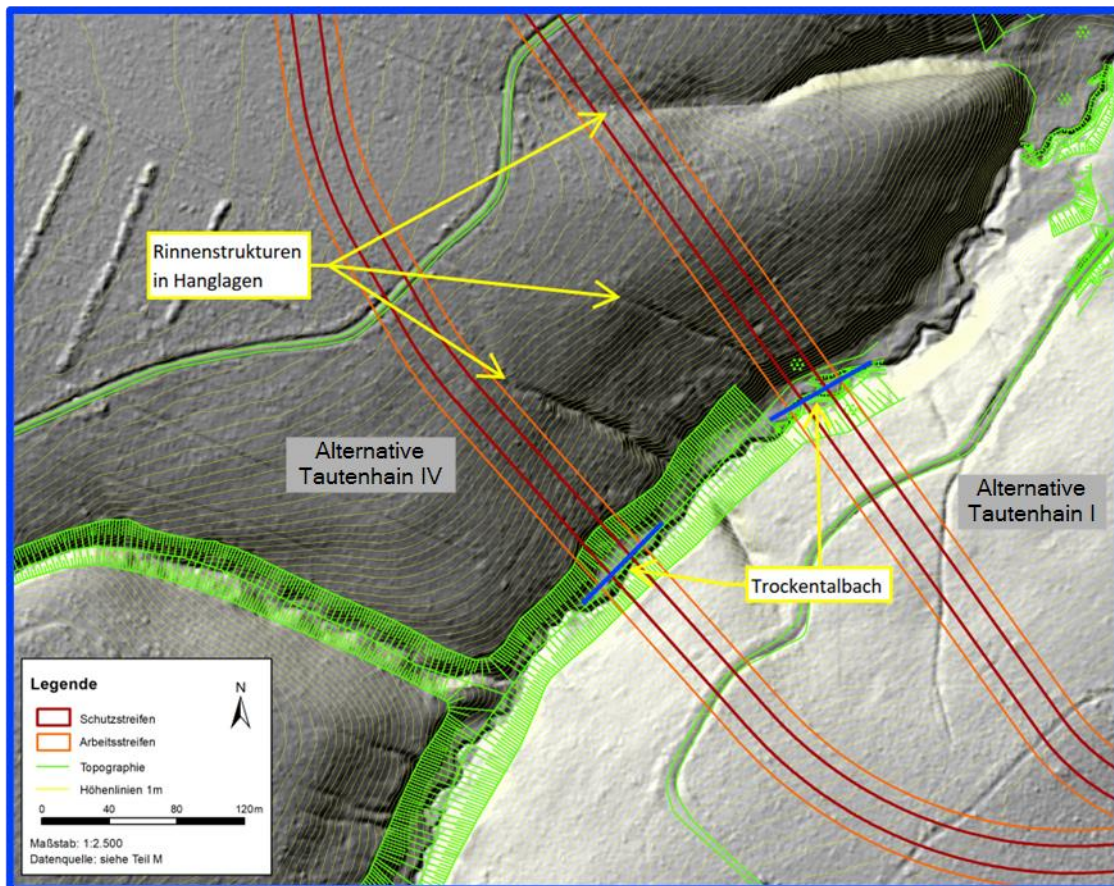 Rinnenstrukturen
in Hanglagen
Alternative
Tautenhain IV
Alternative
Tautenhain I
Trockentalbach
Legende
N
Schutzstreifen
Arbeitsstreifen
Topographie
Höhenlinien 1m
0 40 80 120m
Maßstab: 1:2.500
Datenquelle: siehe Teil M